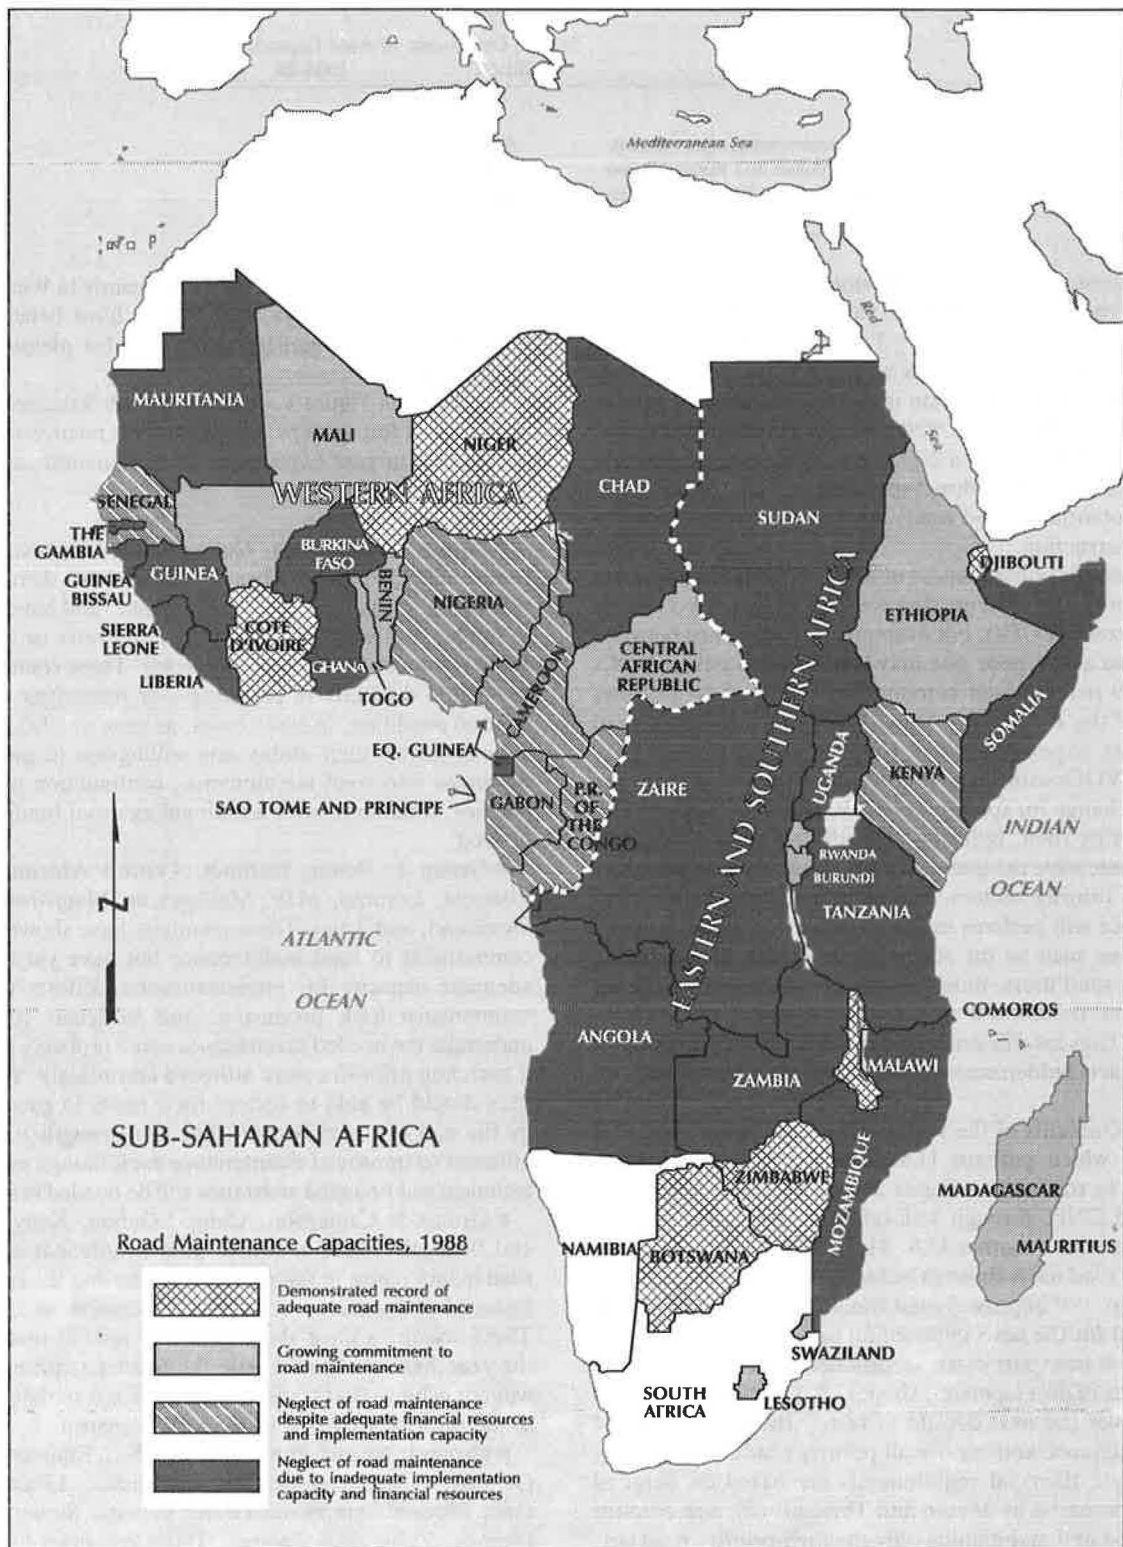 Mediterranean Sea
Red
Sea
MAURITANIA
MALI
NIGER
CHAD
SUDAN
WESTERN AFRICA
SENEGAL
THE
GAMBIA
GUINEA
BISSAU
GUINEA
SIERRA
LEONE
LIBERIA
COTE
D'IVOIRE
BURKINA
FASO
GHANA
TOGO
BENIN
NIGERIA
CAMEROON
CENTRAL
AFRICAN
REPUBLIC
DJIBOUTI
ETHIOPIA
SOMALIA
EQ. GUINEA
SAO TOME AND PRINCIPE
GABON
P.R.
OF
THE
CONGO
ZAIRE
EASTERN AND SOUTHERN AFRICA
UGANDA
KENYA
RWANDA
BURUNDI
TANZANIA
INDIAN
OCEAN
ATLANTIC
OCEAN
N
ANGOLA
ZAMBIA
COMOROS
MALAWI
MOZAMBIQUE
ZIMBABWE
NAMIBIA
BOTSWANA
MADAGASCAR
MAURITIUS
SWAZILAND
SOUTH
AFRICA
LESOTHO
SUB-SAHARAN AFRICA
Road Maintenance Capacities, 1988
Demonstrated record of
adequate road maintenance
Growing commitment to
road maintenance
Neglect of road maintenance
despite adequate financial resources
and implementation capacity
Neglect of road maintenance
due to inadequate implementation
capacity and financial resources